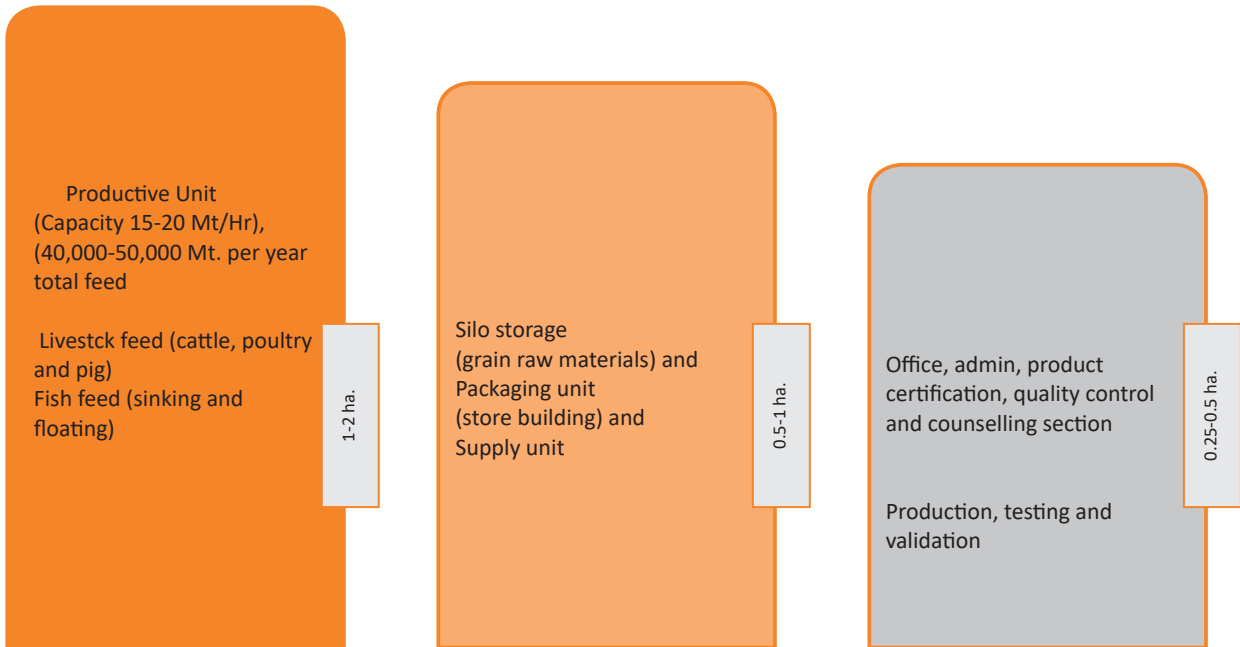 Productive Unit
(Capacity 15-20 Mt/Hr),
(40,000-50,000 Mt. per year
total feed
Livestck feed (cattle, poultry
and pig)
Fish feed (sinking and
floating)
1-2 ha.
Silo storage
(grain raw materials) and
Packaging unit
(store building) and
Supply unit
0.5-1 ha.
Office, admin, product
certification, quality control
and counselling section
Production, testing and
validation
0.25-0.5 ha.